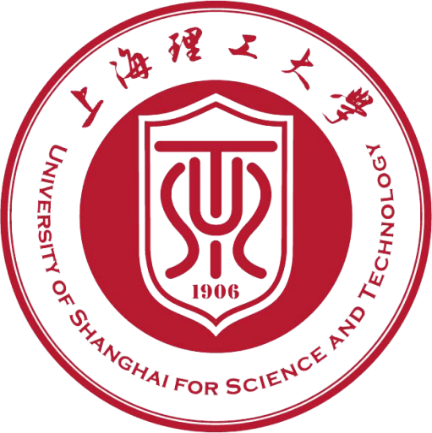 上海理工大學
UNIVERSITY OF SHANGHAI FOR SCIENCE AND TECHNOLOGY
1906